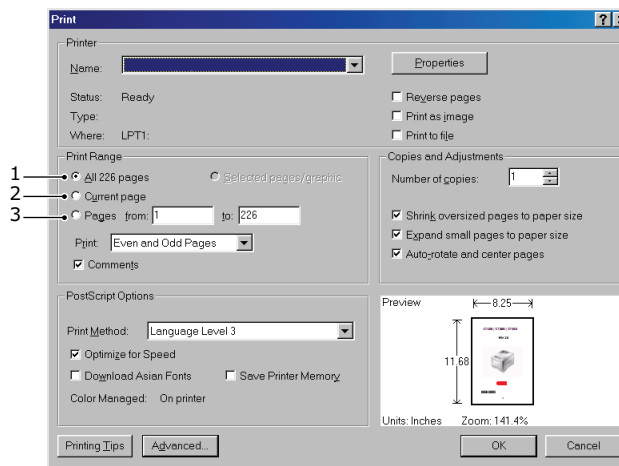 Print
Printer
Name:
Properties
Status: Ready
Type:
Where: LPT1:
Reverse pages
Print as image
Print to file
Print Range
1 All 226 pages
Selected pages/graphic
2 Current page
3 Pages from: 1 to: 226
Print: Even and Odd Pages
Comments
Copies and Adjustments
Number of copies: 1
Shrink oversized pages to paper size
Expand small pages to paper size
Auto-rotate and center pages
PostScript Options
Print Method: Language Level 3
Optimize for Speed
Download Asian Fonts
Save Printer Memory
Color Managed: On printer
Preview
8.25
11.68
Units: Inches Zoom: 141.4%
Printing Tips
Advanced...
OK
Cancel